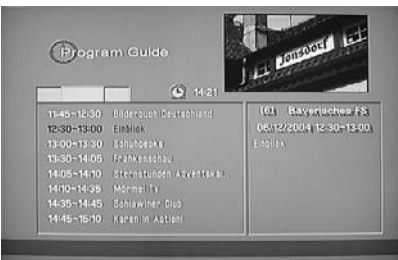 Program Guide
Jonsdorf
14:21
11:45-12:30 Bilderbuch Deutschland
12:30-13:00 Einblick
13:00-13:30 Schuhbecks
13:30-14:05 Frankenschau
14:05-14:10 Sternstunden Adventska..
14:10-14:35 Mormel Tv
14:35-14:45 Schlawiner Club
14:45-15:10 Karen in Action!
(6) Bayerisches FS
06/12/2004 12:30-13:00
Einblick